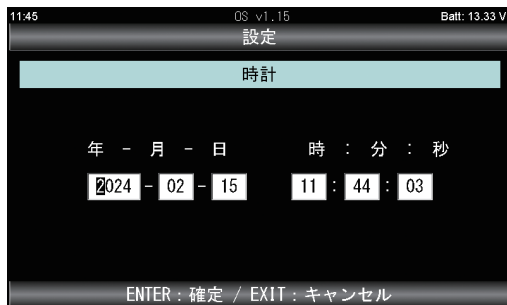 11:45 OS v1.15 Batt: 13.33 V
設定
時計
年 - 月 - 日 時 : 分 : 秒
2024 - 02 - 15 11 : 44 : 03
ENTER : 確定 / EXIT : キャンセル